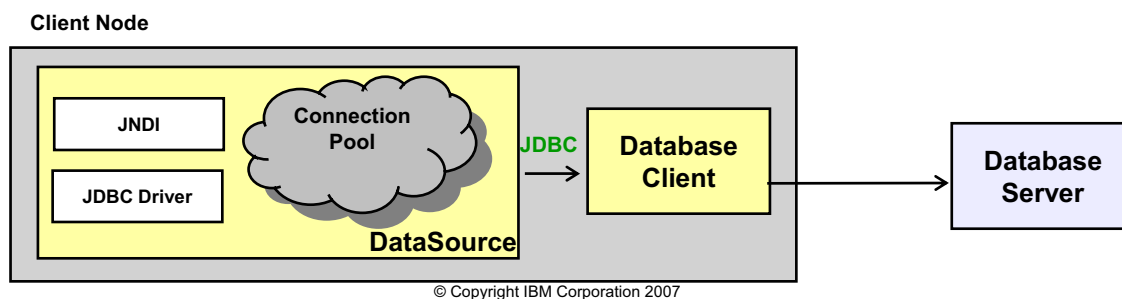 Client Node
JNDI
JDBC Driver
Connection
Pool
DataSource
JDBC
Database
Client
Database
Server
© Copyright IBM Corporation 2007